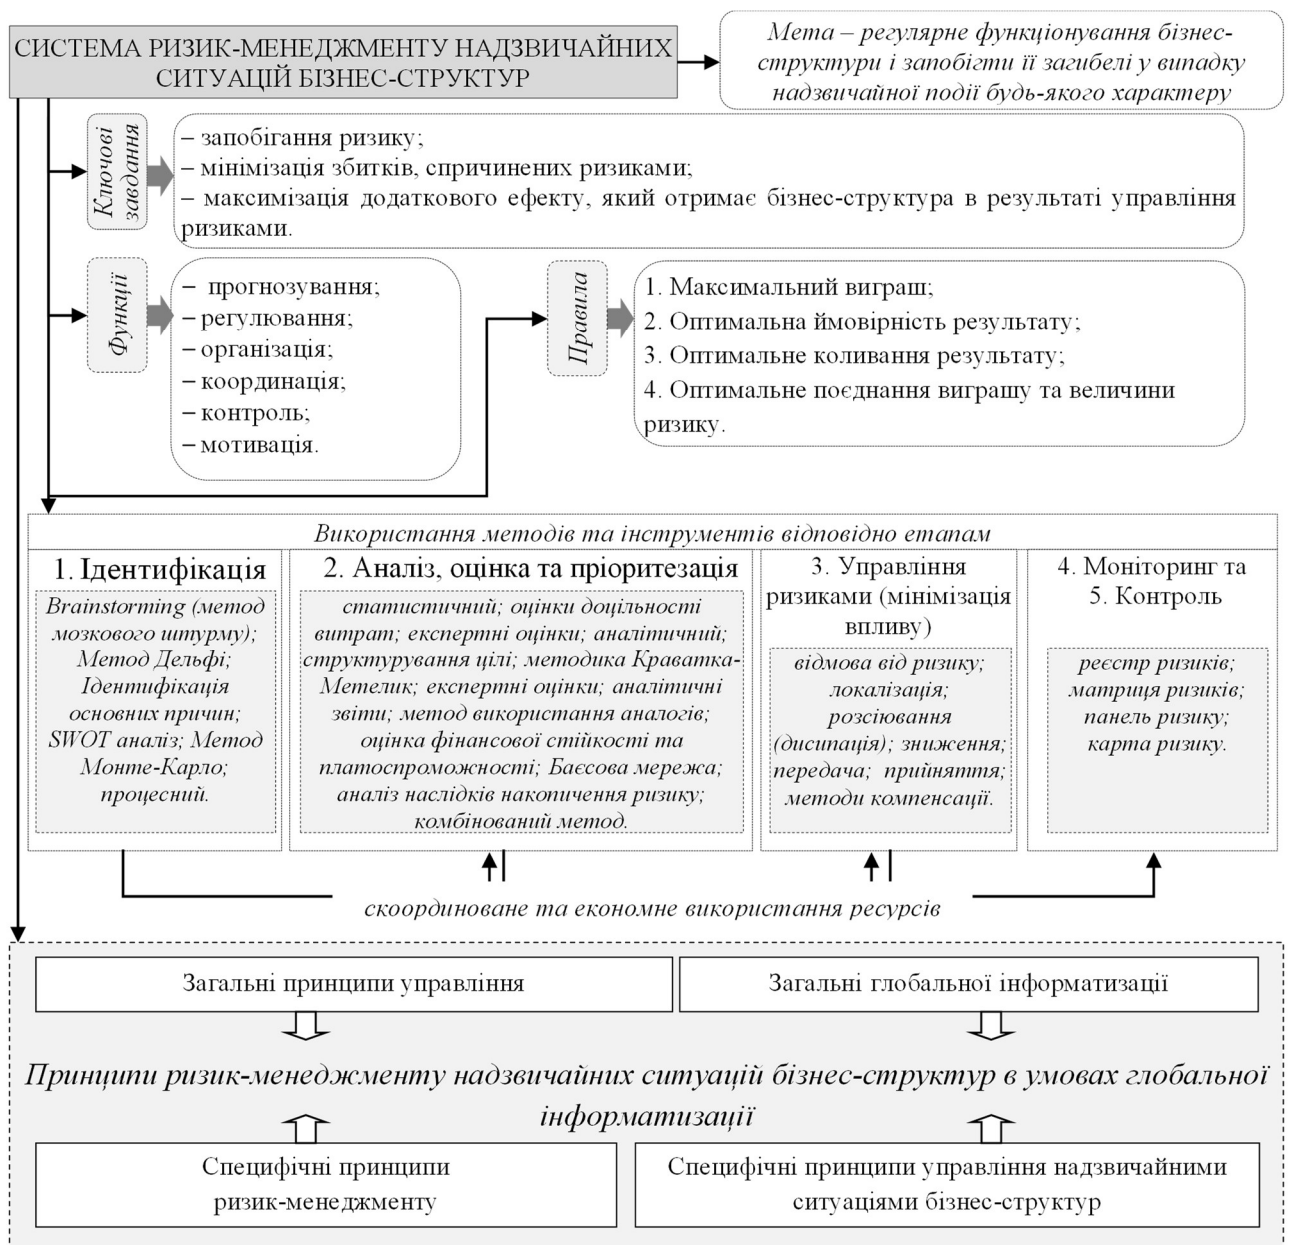 СИСТЕМА РИЗИК-МЕНЕДЖМЕНТУ НАДЗВИЧАЙНИХ
СИТУАЦІЙ БІЗНЕС-СТРУКТУР
Мета – регулярне функціонування бізнес-
структури і запобігти її загибелі у випадку
надзвичайної події будь-якого характеру
Ключові
завдання
– запобігання ризику;
– мінімізація збитків, спричинених ризиками;
– максимізація додаткового ефекту, який отримає бізнес-структура в результаті управління
ризиками.
Функції
– прогнозування;
– регулювання;
– організація;
– координація;
– контроль;
– мотивація.
Правила
1. Максимальний виграш;
2. Оптимальна ймовірність результату;
3. Оптимальне коливання результату;
4. Оптимальне поєднання виграшу та величини
ризику.
Використання методів та інструментів відповідно етапам
1. Ідентифікація
Brainstorming (метод
мозкового штурму);
Метод Дельфі;
Ідентифікація
основних причин;
SWOT аналіз; Метод
Монте-Карло;
процесний.
2. Аналіз, оцінка та пріоритезація
статистичний; оцінки доцільності
витрат; експертні оцінки; аналітичний;
структурування цілі; методика Краватка-
Метелик; експертні оцінки; аналітичні
звіти; метод використання аналогів;
оцінка фінансової стійкості та
платоспроможності; Баєсова мережа;
аналіз наслідків накопичення ризику;
комбінований метод.
3. Управління
ризиками (мінімізація
впливу)
відмова від ризику;
локалізація;
розсіювання
(дисипація); зниження;
передача; прийняття;
методи компенсації.
4. Моніторинг та
5. Контроль
реєстр ризиків;
матриця ризиків;
панель ризику;
карта ризику.
скоординоване та економне використання ресурсів
Загальні принципи управління
Загальні глобальної інформатизації
Принципи ризик-менеджменту надзвичайних ситуацій бізнес-структур в умовах глобальної
інформатизації
Специфічні принципи
ризик-менеджменту
Специфічні принципи управління надзвичайними
ситуаціями бізнес-структур